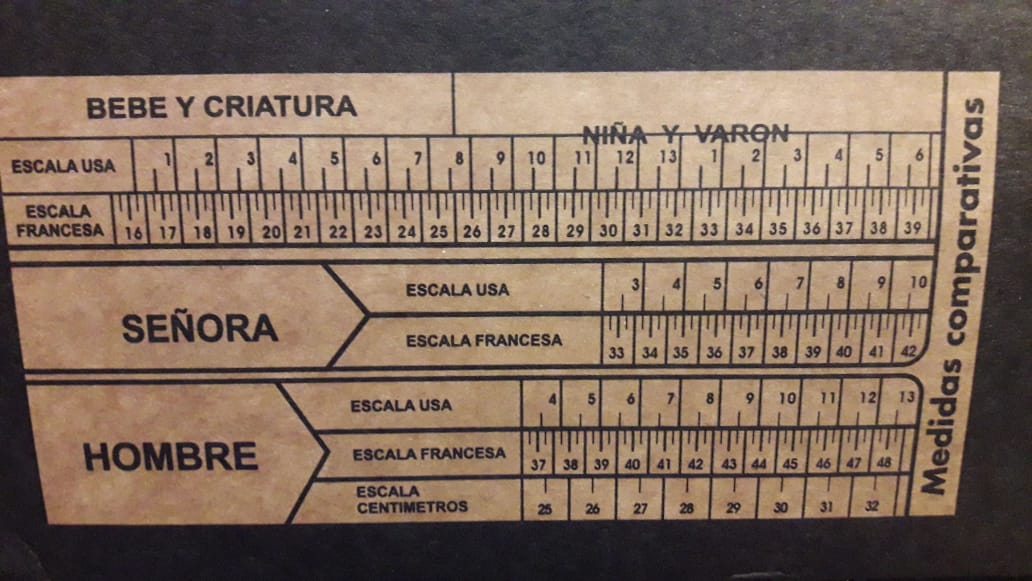 BEBE Y CRIATURA
NIÑA Y VARON
ESCALA USA 1 2 3 4 5 6 7 8 9 10 11 12 13 1 2 3 4 5 6
ESCALA
FRANCESA 16 17 18 19 20 21 22 23 24 25 26 27 28 29 30 31 32 33 34 35 36 37 38 39
SEÑORA
ESCALA USA 3 4 5 6 7 8 9 10
ESCALA FRANCESA 33 34 35 36 37 38 39 40 41 42
HOMBRE
ESCALA USA 4 5 6 7 8 9 10 11 12 13
ESCALA FRANCESA 37 38 39 40 41 42 43 44 45 46 47 48
ESCALA
CENTIMETROS 25 26 27 28 29 30 31 32
Medidas comparativas